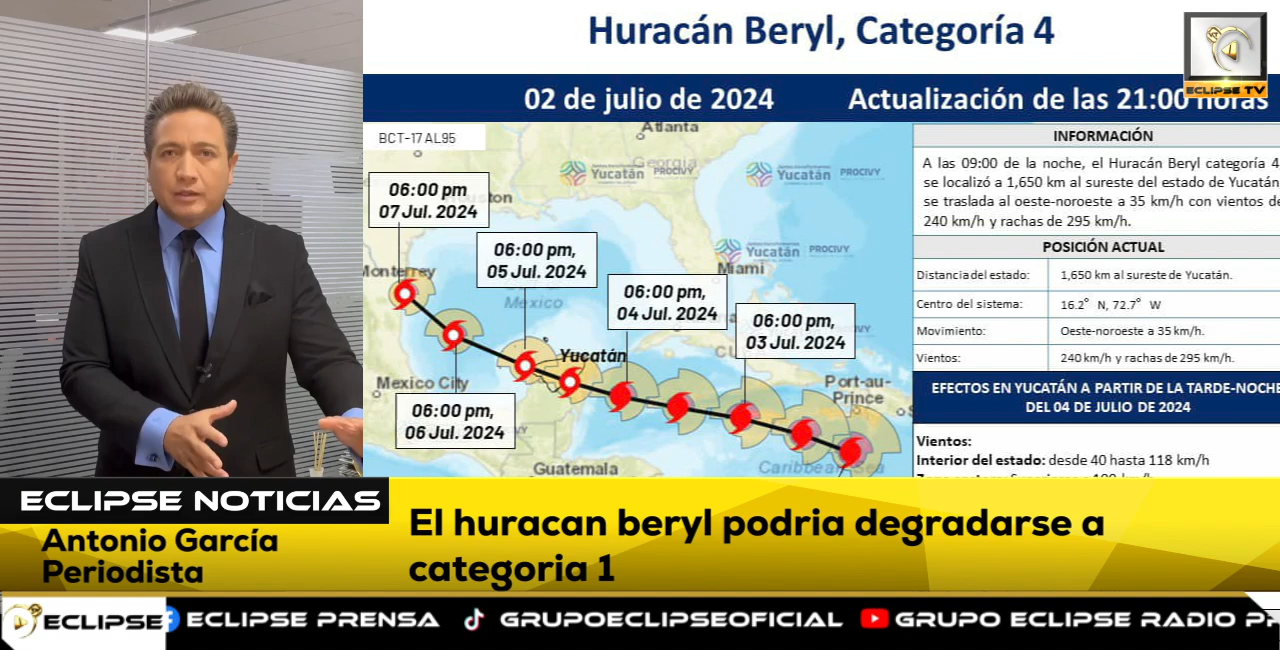 Huracán Beryl, Categoría 4
ECLIPSE TV
02 de julio de 2024
Actualización de las 21:00 horas
BCT-17 AL95
Atlanta
Georgia
Yucatán PROCIVY
Yucatán PROCIVY
06:00 pm
07 Jul. 2024
ston
06:00 pm,
05 Jul. 2024
Yucatán PROCIVY
Miami
Monterrey
Mexico
06:00 pm,
04 Jul. 2024
06:00 pm,
03 Jul. 2024
Yucatán
Mexico City
Port-au-
Prince
06:00 pm,
06 Jul. 2024
Guatemala
Caribbean Sea
INFORMACIÓN
A las 09:00 de la noche, el Huracán Beryl categoría 4
se localizó a 1,650 km al sureste del estado de Yucatán
se traslada al oeste-noroeste a 35 km/h con vientos de
240 km/h y rachas de 295 km/h.
POSICIÓN ACTUAL
Distancia del estado: 1,650 km al sureste de Yucatán.
Centro del sistema: 16.2° N, 72.7° W
Movimiento: Oeste-noroeste a 35 km/h.
Vientos: 240 km/h y rachas de 295 km/h.
EFECTOS EN YUCATÁN A PARTIR DE LA TARDE-NOCHE
DEL 04 DE JULIO DE 2024
Vientos:
Interior del estado: desde 40 hasta 118 km/h
ECLIPSE NOTICIAS
Antonio García
Periodista
El huracan beryl podria degradarse a
categoria 1
ECLIPSE
ECLIPSE PRENSA GRUPOECLIPSEOFICIAL GRUPO ECLIPSE RADIO PR